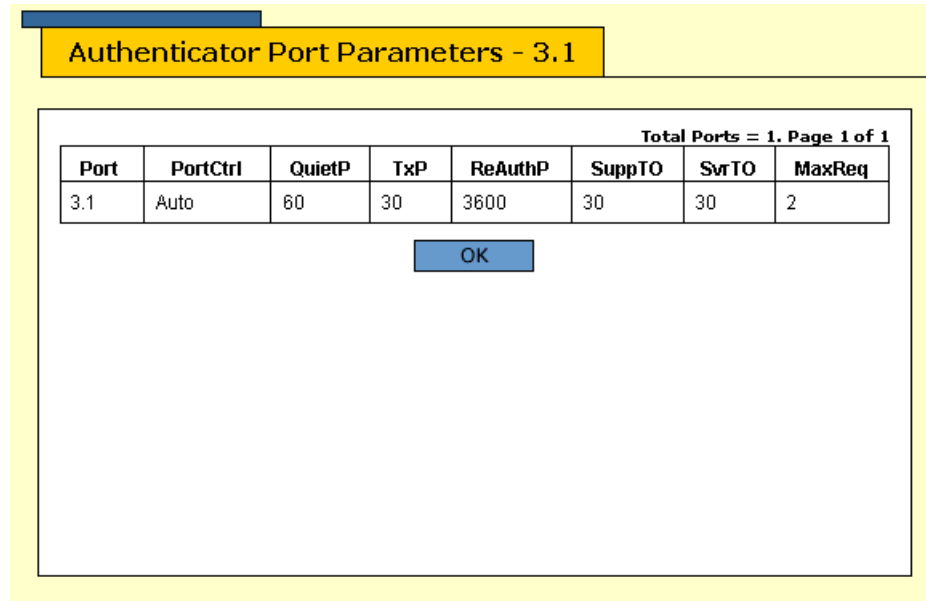 Authenticator Port Parameters - 3.1
Total Ports = 1. Page 1 of 1
Port PortCtrl QuietP TxP ReAuthP SuppTO SvrTO MaxReq
3.1 Auto 60 30 3600 30 30 2
OK